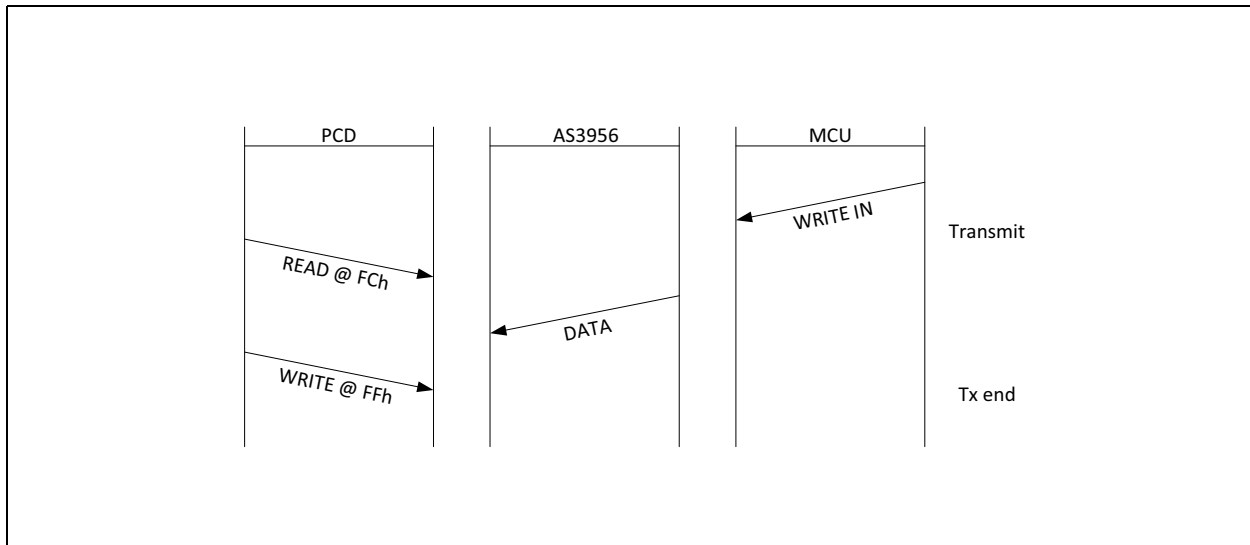 PCD
AS3956
MCU
WRITE IN
Transmit
READ @ FCh
DATA
WRITE @ FFh
Tx end